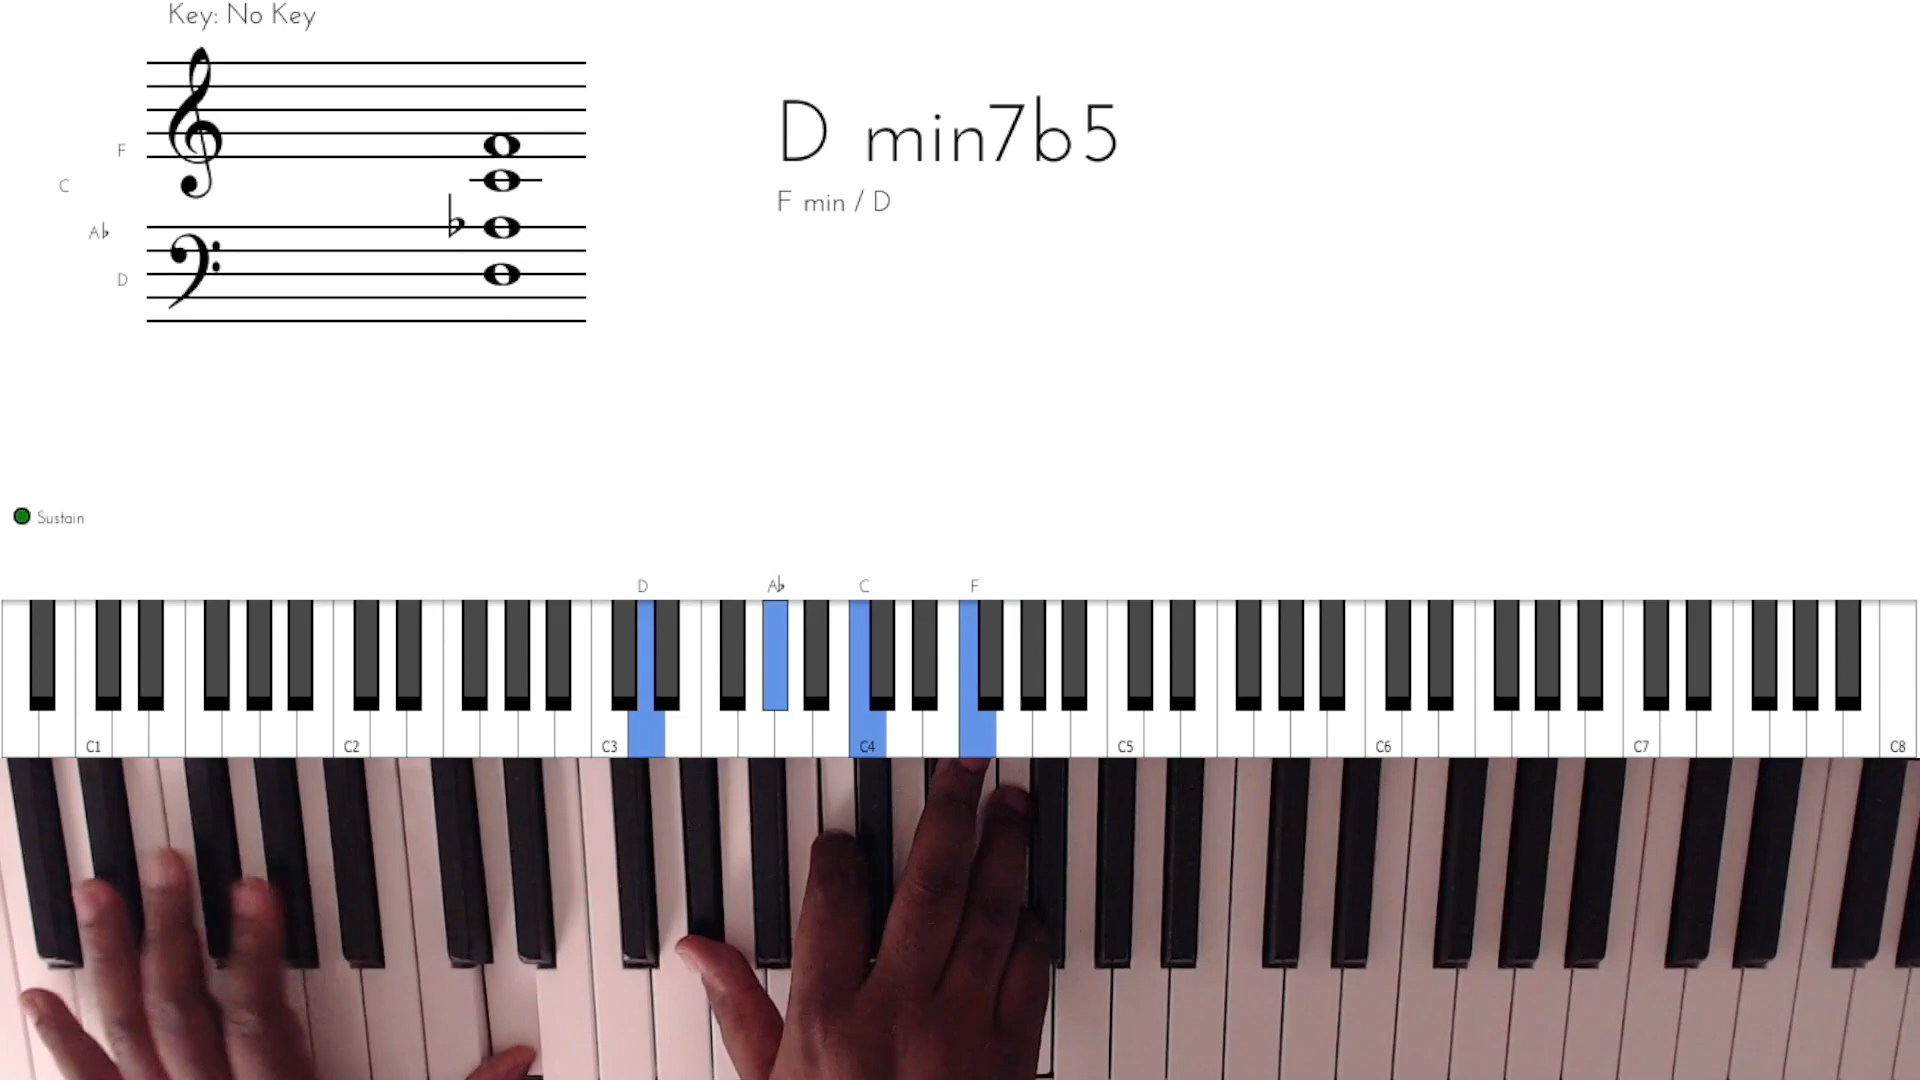 Key: No Key
F
C
A♭
D
D min7b5
F min / D
Sustain
D A♭ C F
C1 C2 C3 C4 C5 C6 C7 C8